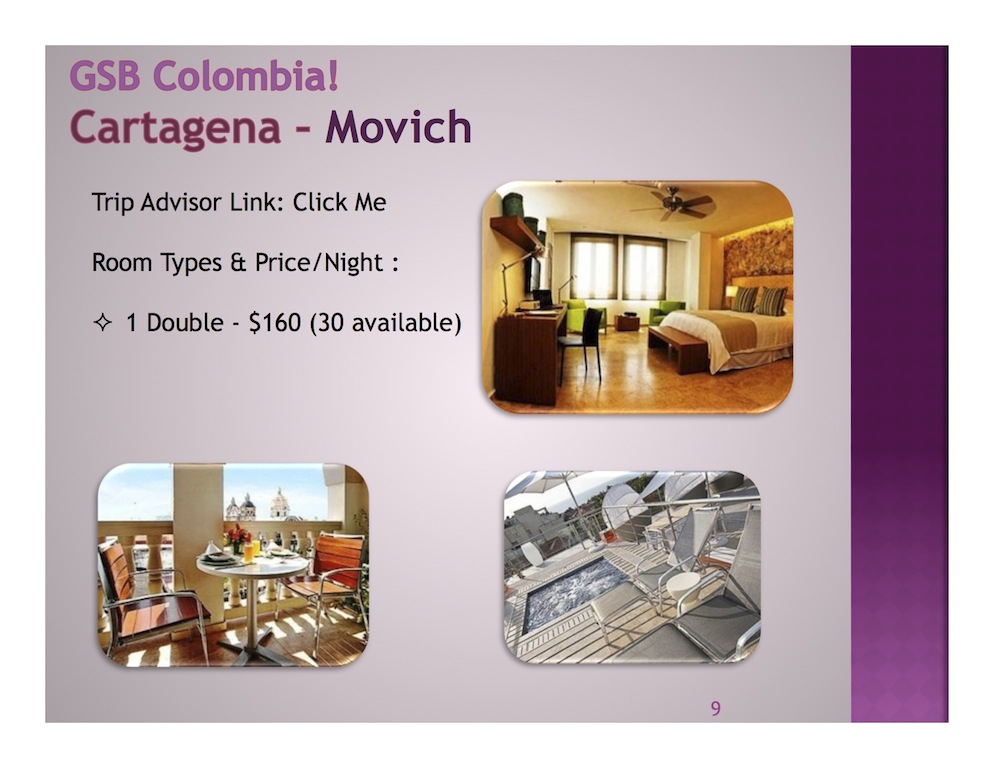 GSB Colombia!
Cartagena – Movich
Trip Advisor Link: Click Me
Room Types & Price/Night :
✧ 1 Double - $160 (30 available)
9